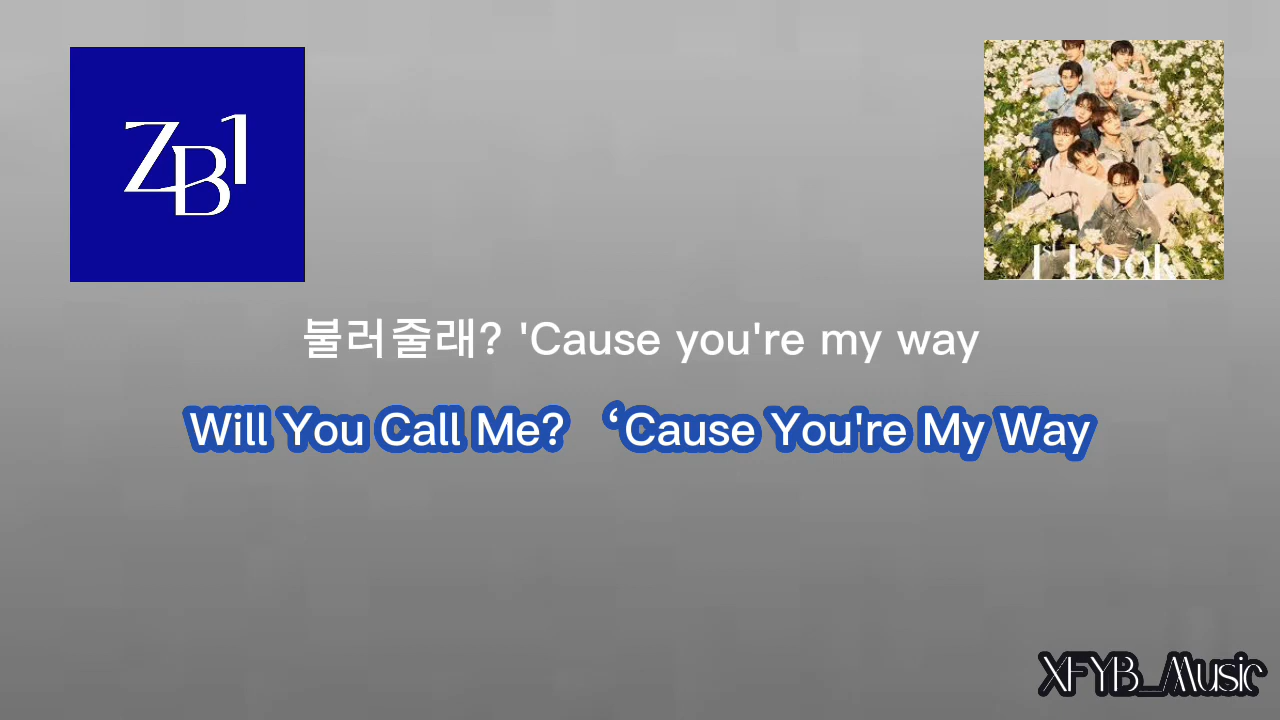 ZB1
1st Look
불러줄래? 'Cause you're my way
Will You Call Me? ‘Cause You're My Way
XFYB_Music